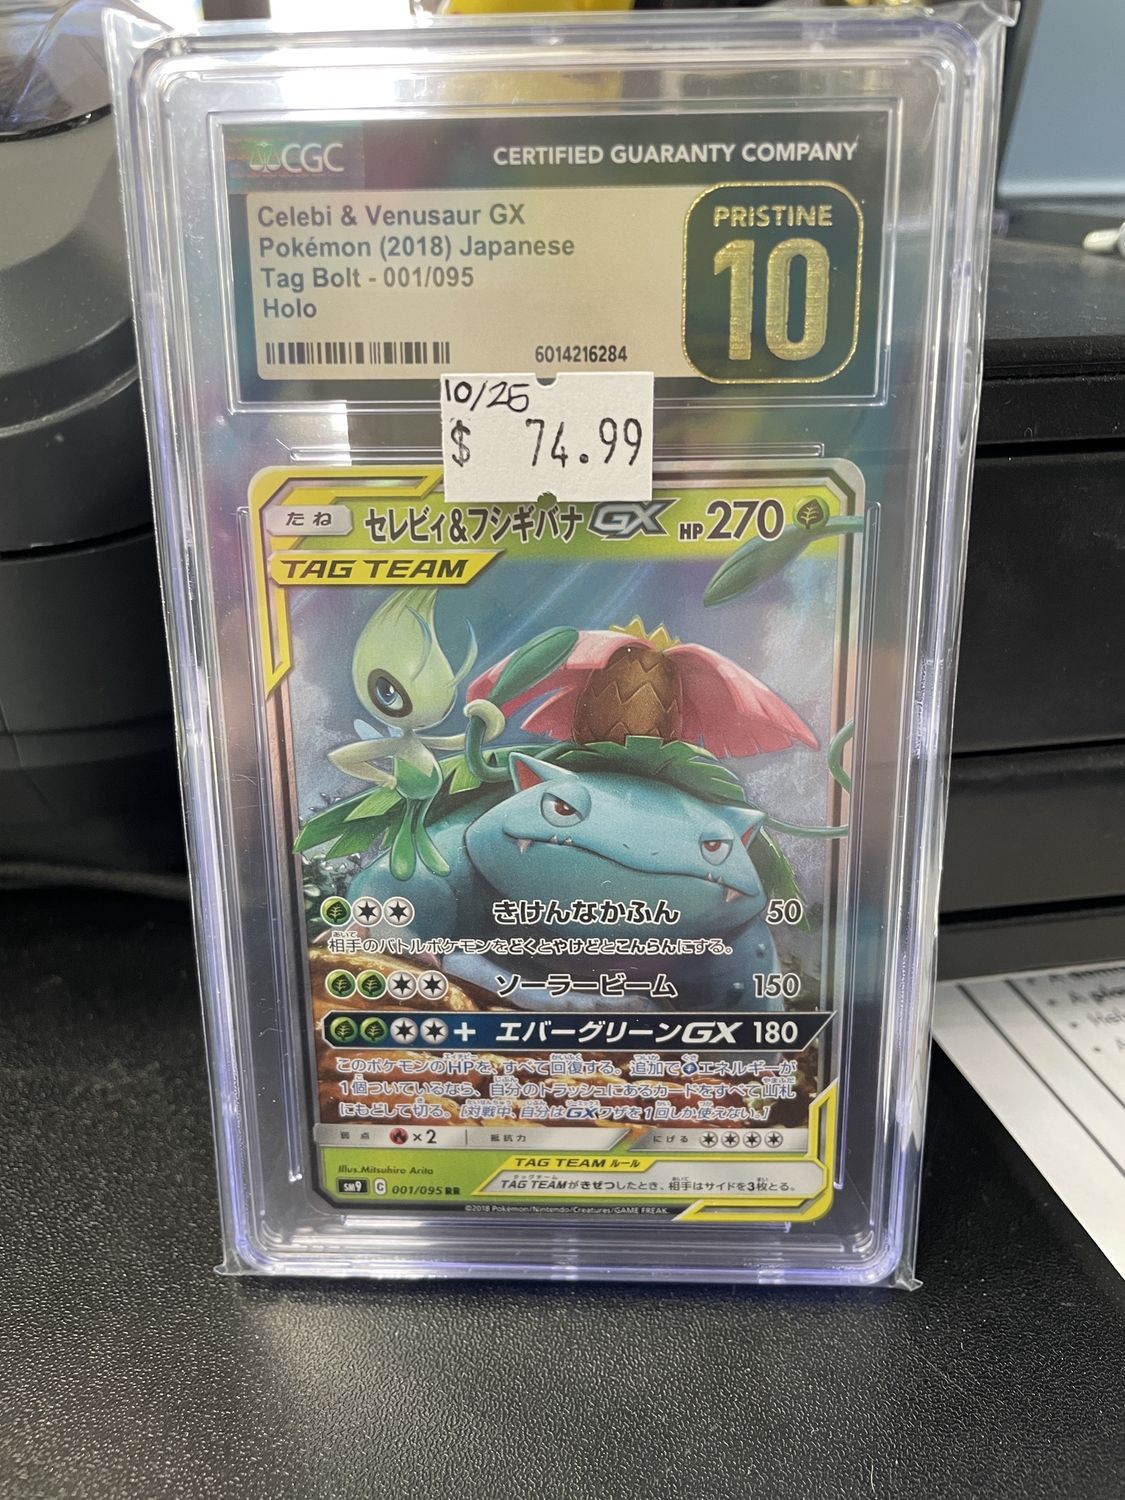 CGC
CERTIFIED GUARANTY COMPANY
Celebi & Venusaur GX
Pokémon (2018) Japanese
Tag Bolt - 001/095
Holo
6014216284
PRISTINE
10
10/25
$ 74.99
たね セレビィ&フシギバナGX HP270
TAG TEAM
きけんなかふん 50
相手のバトルポケモンをどくとやけどとこんらんにする。
ソーラービーム 150
+ エバーグリーンGX 180
このポケモンのHPを、すべて回復する。追加でエネルギーが
1個ついているなら、自分のトラッシュにあるカードをすべて山札
にもどして切る。[対戦中、自分はGXワザを1回しか使えない。]
弱点 ×2 抵抗力 にげる
Illus.Mitsuhiro Arita
TAG TEAM ルール
SM9 C 001/095 RR
TAG TEAMがきぜつしたとき、相手はサイドを3枚とる。
©2018 Pokémon/Nintendo/Creatures/GAME FREAK.